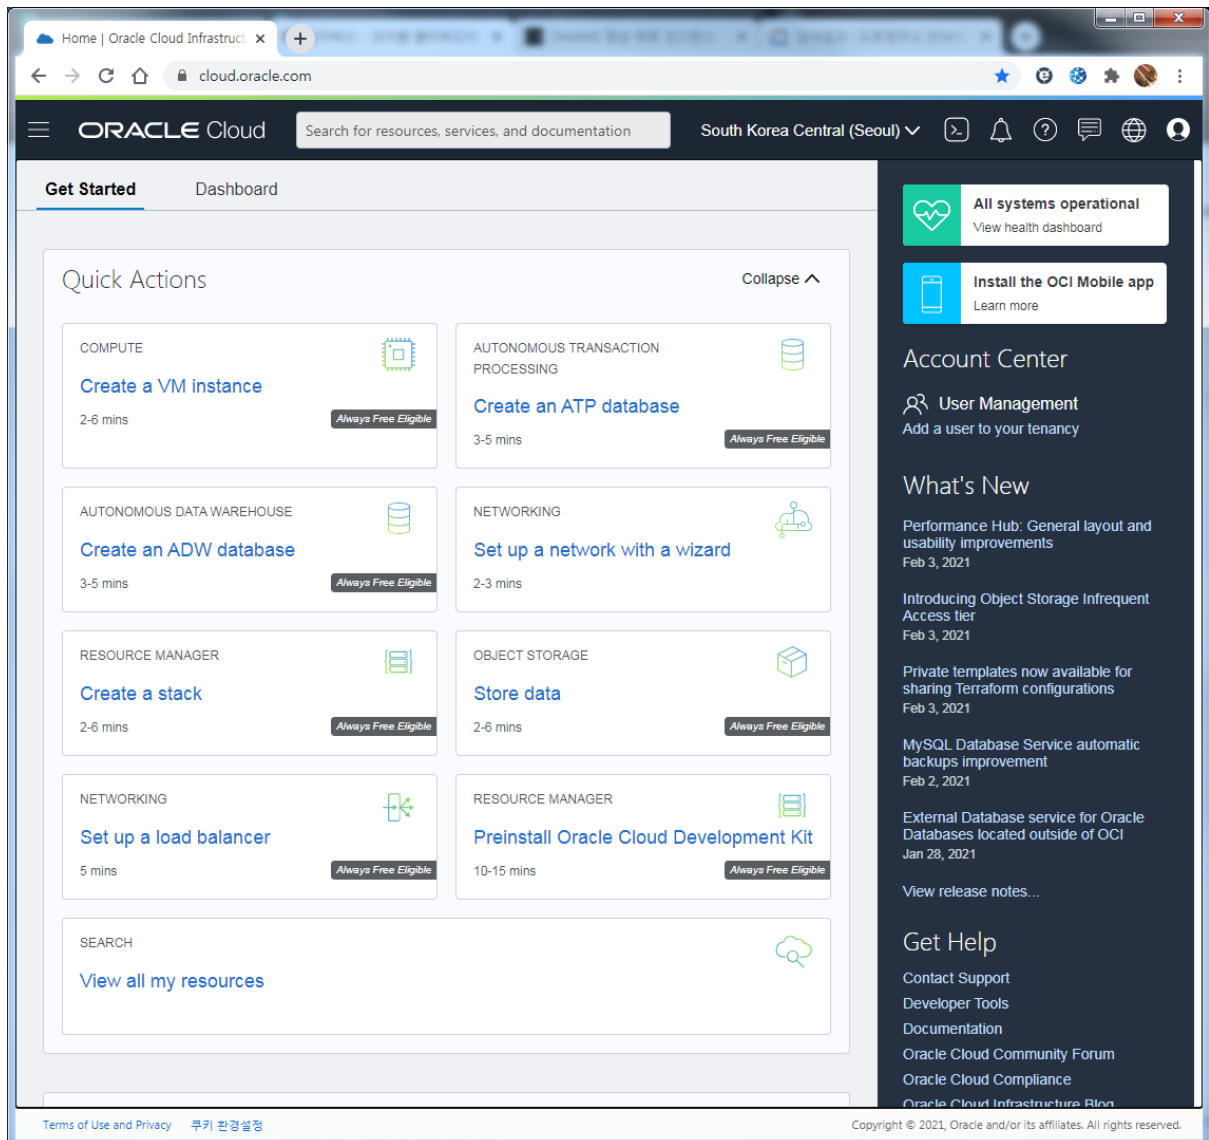 Home | Oracle Cloud Infrastruct
cloud.oracle.com
ORACLE Cloud
Search for resources, services, and documentation
South Korea Central (Seoul)
Get Started
Dashboard
Quick Actions
Collapse
COMPUTE
Create a VM instance
2-6 mins
Always Free Eligible
AUTONOMOUS TRANSACTION
PROCESSING
Create an ATP database
3-5 mins
Always Free Eligible
AUTONOMOUS DATA WAREHOUSE
Create an ADW database
3-5 mins
Always Free Eligible
NETWORKING
Set up a network with a wizard
2-3 mins
RESOURCE MANAGER
Create a stack
2-6 mins
Always Free Eligible
OBJECT STORAGE
Store data
2-6 mins
Always Free Eligible
NETWORKING
Set up a load balancer
5 mins
Always Free Eligible
RESOURCE MANAGER
Preinstall Oracle Cloud Development Kit
10-15 mins
Always Free Eligible
SEARCH
View all my resources
All systems operational
View health dashboard
Install the OCI Mobile app
Learn more
Account Center
User Management
Add a user to your tenancy
What's New
Performance Hub: General layout and
usability improvements
Feb 3, 2021
Introducing Object Storage Infrequent
Access tier
Feb 3, 2021
Private templates now available for
sharing Terraform configurations
Feb 3, 2021
MySQL Database Service automatic
backups improvement
Feb 2, 2021
External Database service for Oracle
Databases located outside of OCI
Jan 28, 2021
View release notes...
Get Help
Contact Support
Developer Tools
Documentation
Oracle Cloud Community Forum
Oracle Cloud Compliance
Oracle Cloud Infrastructure Blog
Terms of Use and Privacy
쿠키 환경설정
Copyright © 2021, Oracle and/or its affiliates. All rights reserved.